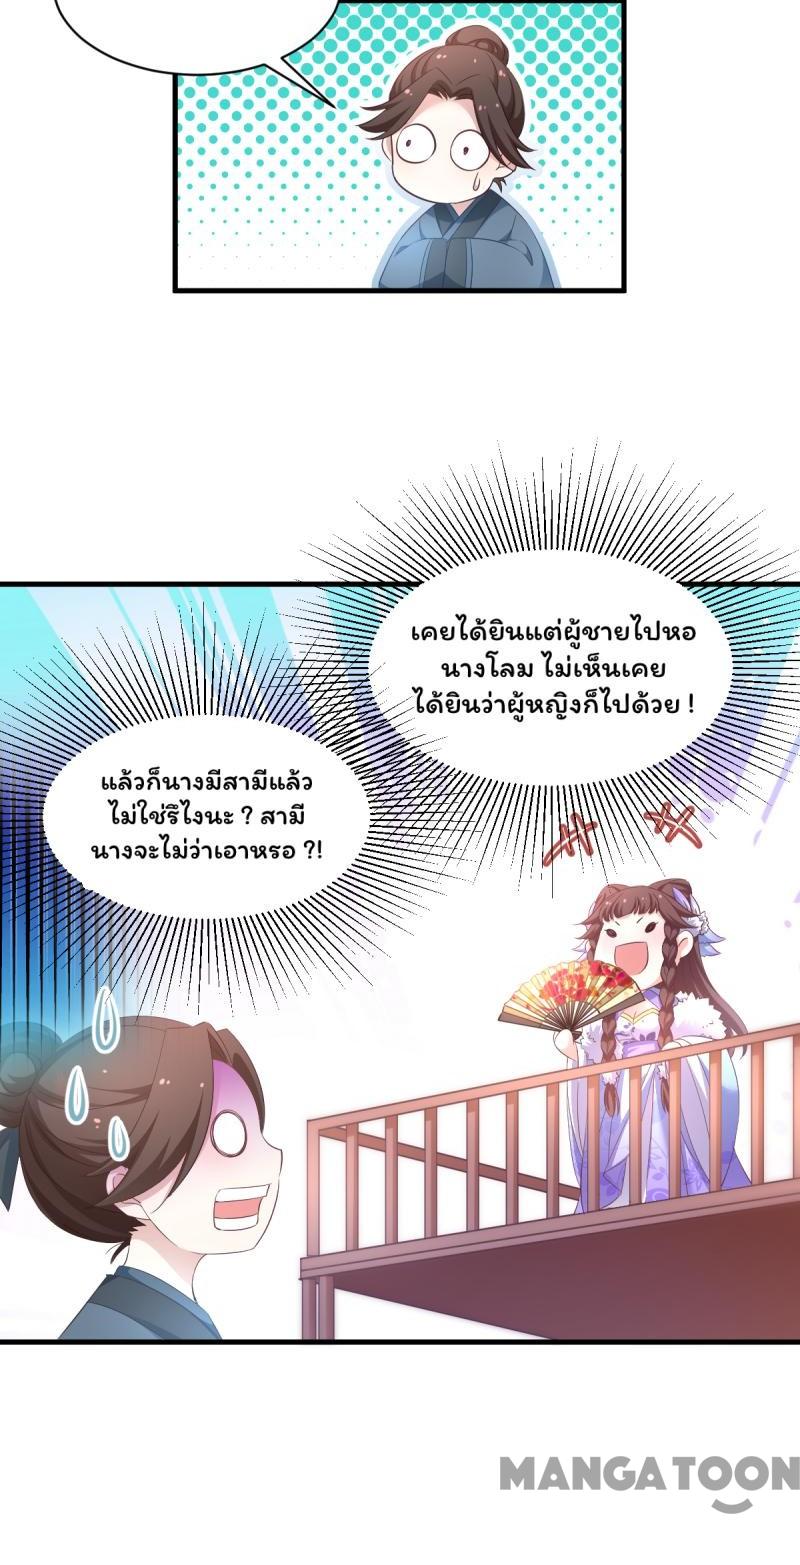 เคยได้ยินแต่ผู้ชายไปหอ
นางโลม ไม่เห็นเคย
ได้ยินว่าผู้หญิงก็ไปด้วย !
แล้วก็นางมีสามีแล้ว
ไม่ใช่รึไงนะ ? สามี
นางจะไม่ว่าเอาหรอ ?!
MANGATOON